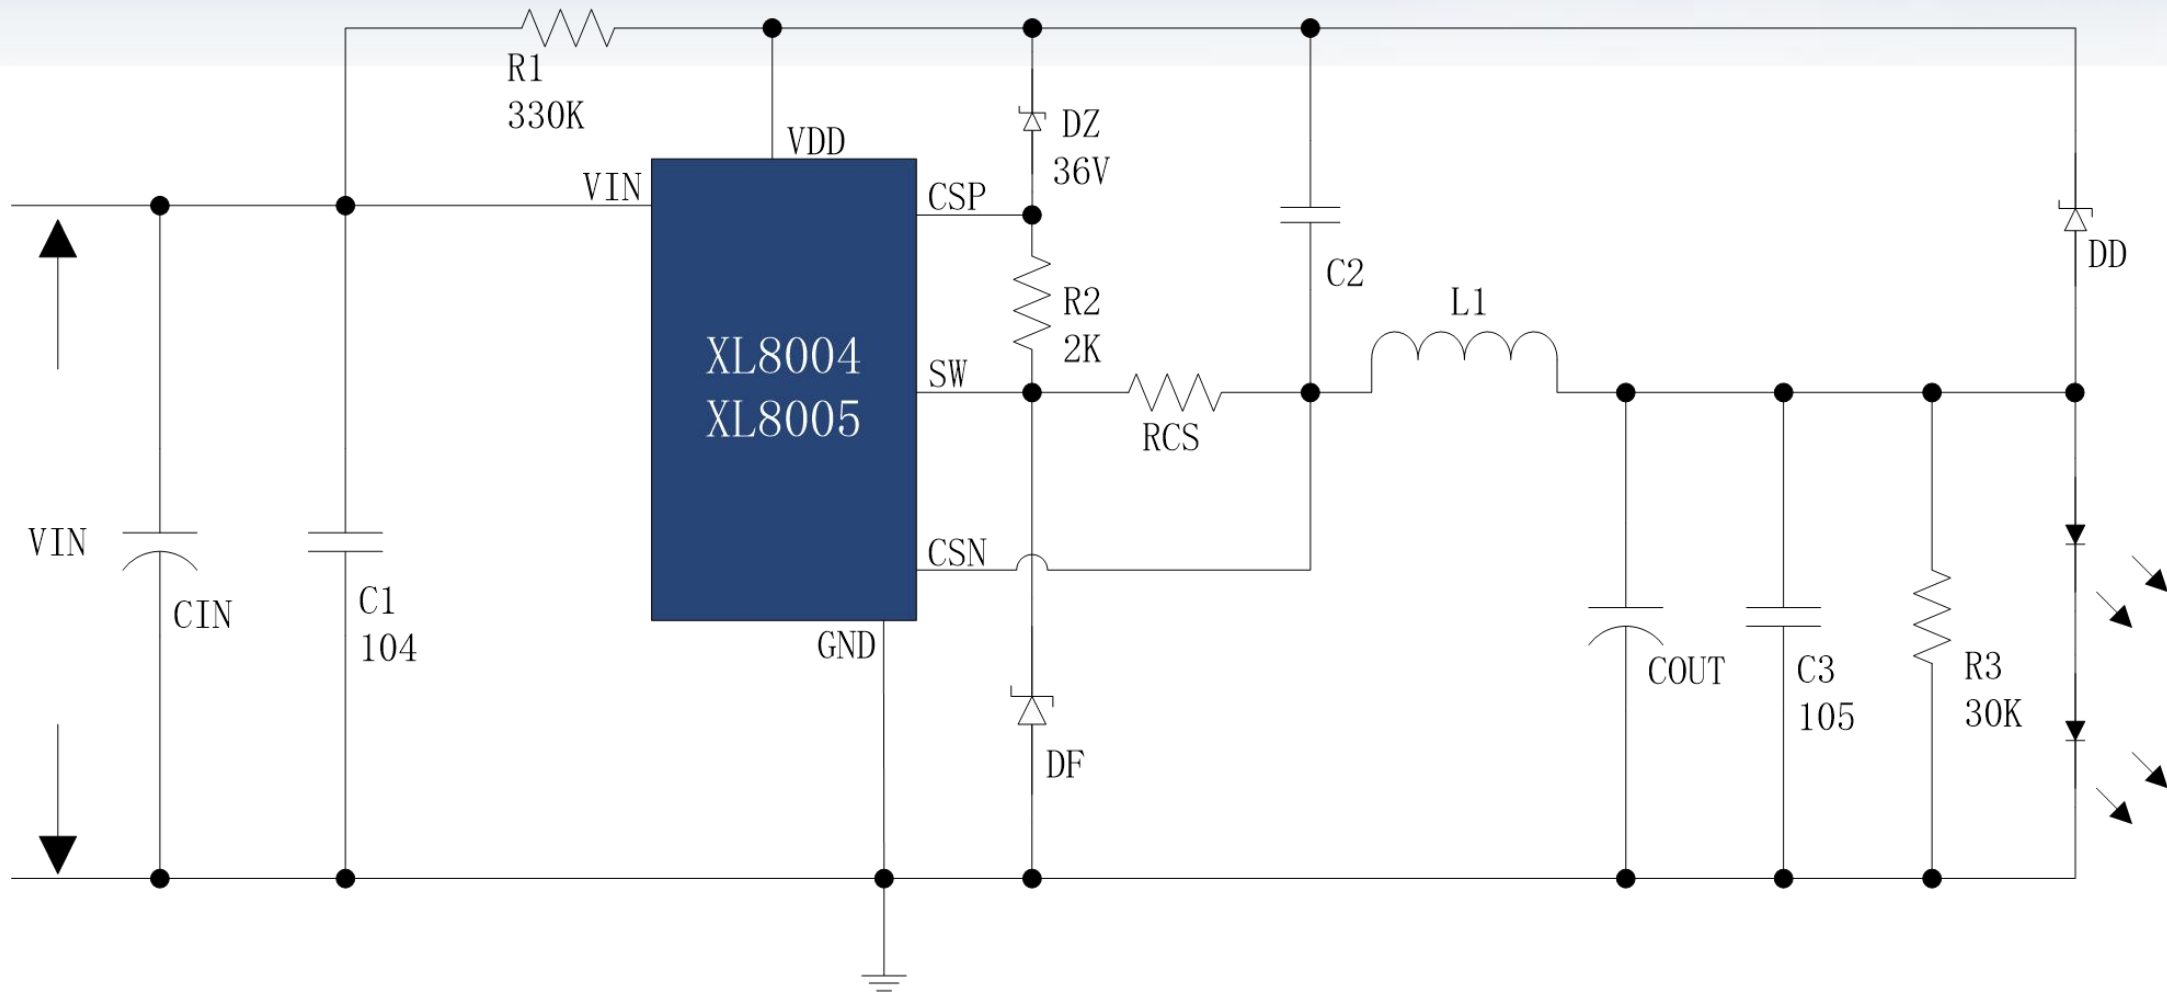 R1
330K
VDD
DZ
36V
VIN
CSP
DD
C2
R2
2K
L1
XL8004
XL8005
SW
RCS
VIN
CSN
CIN
C1
104
GND
COUT
C3
105
R3
30K
DF